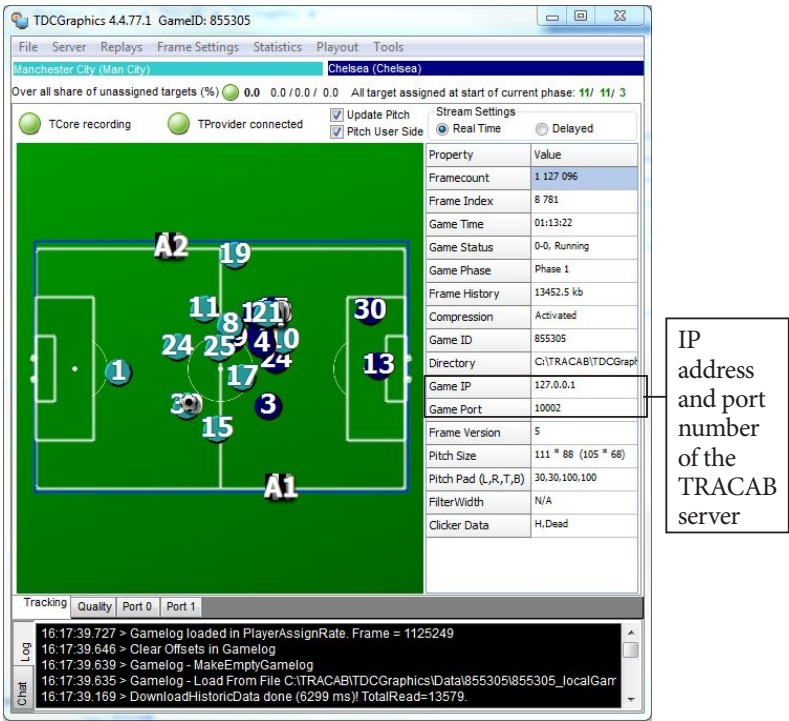 TDCGraphics 4.4.77.1 GameID: 855305
File Server Replays Frame Settings Statistics Playout Tools
Manchester City (Man City) Chelsea (Chelsea)
Over all share of unassigned targets (%) 0.0 0.0 / 0.0 / 0.0 All target assigned at start of current phase: 11/ 11/ 3
TCore recording TProvider connected
Update Pitch
Pitch User Side
Stream Settings
Real Time Delayed
Property Value
Framecount 1 127 096
Frame Index 8 781
Game Time 01:13:22
Game Status 0-0, Running
Game Phase Phase 1
Frame History 13452.5 kb
Compression Activated
Game ID 855305
Directory C:\TRACAB\TDCGraph
Game IP 127.0.0.1
Game Port 10002
Frame Version 5
Pitch Size 111 * 88 (105 * 68)
Pitch Pad (L,R,T,B) 30,30,100,100
FilterWidth N/A
Clicker Data H,Dead
A2
19
11
8
21
30
24
25
4
10
24
1
17
13
3
15
A1
IP
address
and port
number
of the
TRACAB
server
Tracking Quality Port 0 Port 1
Log
Chat
16:17:39.727 > Gamelog loaded in PlayerAssignRate. Frame = 1125249
16:17:39.646 > Clear Offsets in Gamelog
16:17:39.639 > Gamelog - MakeEmptyGamelog
16:17:39.635 > Gamelog - Load From File C:\TRACAB\TDCGraphics\Data\855305\855305_localGam
16:17:39.169 > DownloadHistoricData done (6299 ms)! TotalRead=13579.